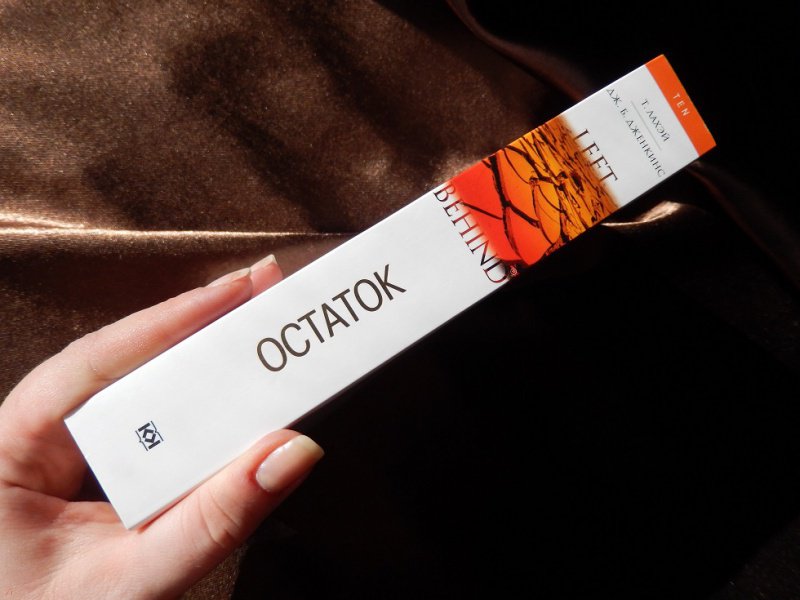 TEN
Т. ЛАХЭЙ
ДЖ. Б. ДЖЕНКИНС
LEFT
BEHIND®
ОСТАТОК